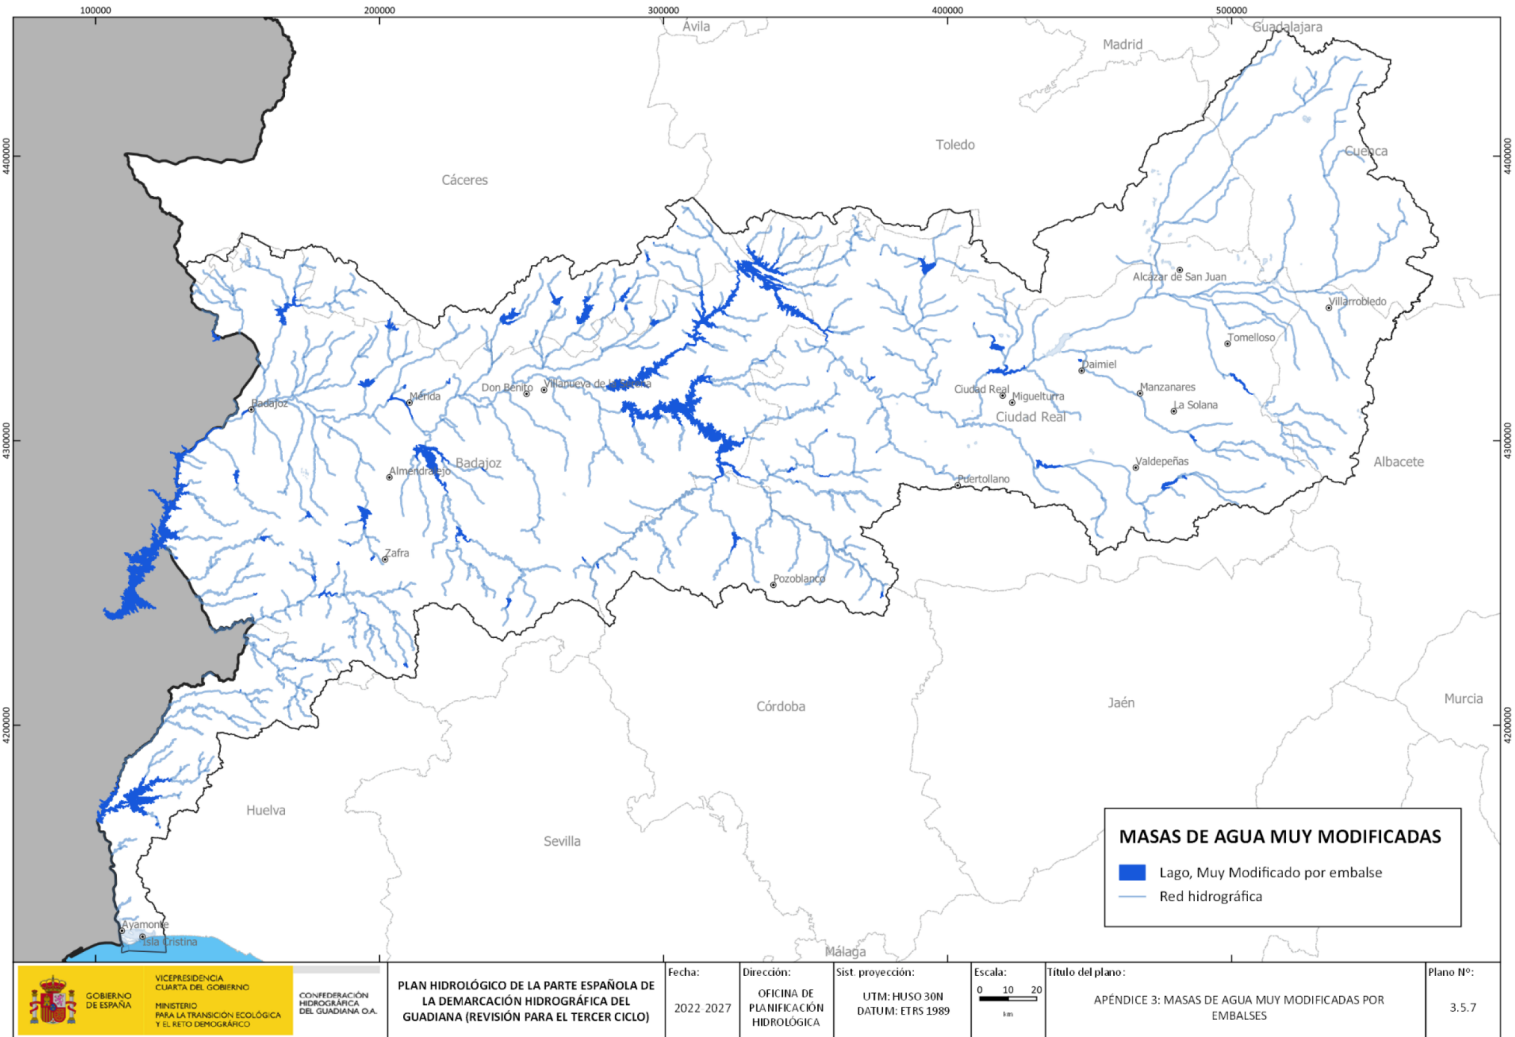 100000
200000
300000
400000
500000
Ávila
Guadalajara
Madrid
4400000
4400000
Toledo
Cuenca
Cáceres
Alcázar de San Juan
Villarrobledo
Tomelloso
Daimiel
Don Benito
Villanueva de la Serena
Ciudad Real
Manzanares
Mérida
Miguelturra
Badajoz
La Solana
Ciudad Real
4300000
4300000
Badajoz
Valdepeñas
Albacete
Almendralejo
Puertollano
Zafra
Pozoblanco
Murcia
Jaén
Córdoba
4200000
4200000
Huelva
Sevilla
MASAS DE AGUA MUY MODIFICADAS
Lago, Muy Modificado por embalse
Red hidrográfica
Ayamonte
Isla Cristina
Málaga
GOBIERNO
DE ESPAÑA
VICEPRESIDENCIA
CUARTA DEL GOBIERNO
MINISTERIO
PARA LA TRANSICIÓN ECOLÓGICA
Y EL RETO DEMOGRÁFICO
CONFEDERACIÓN
HIDROGRÁFICA
DEL GUADIANA O.A.
PLAN HIDROLÓGICO DE LA PARTE ESPAÑOLA DE
LA DEMARCACIÓN HIDROGRÁFICA DEL
GUADIANA (REVISIÓN PARA EL TERCER CICLO)
Fecha:
2022 2027
Dirección:
OFICINA DE
PLANIFICACIÓN
HIDROLÓGICA
Sist. proyección:
UTM: HUSO 30N
DATUM: ETRS 1989
Escala:
0 10 20
km
Título del plano:
APÉNDICE 3: MASAS DE AGUA MUY MODIFICADAS POR
EMBALSES
Plano Nº:
3.5.7